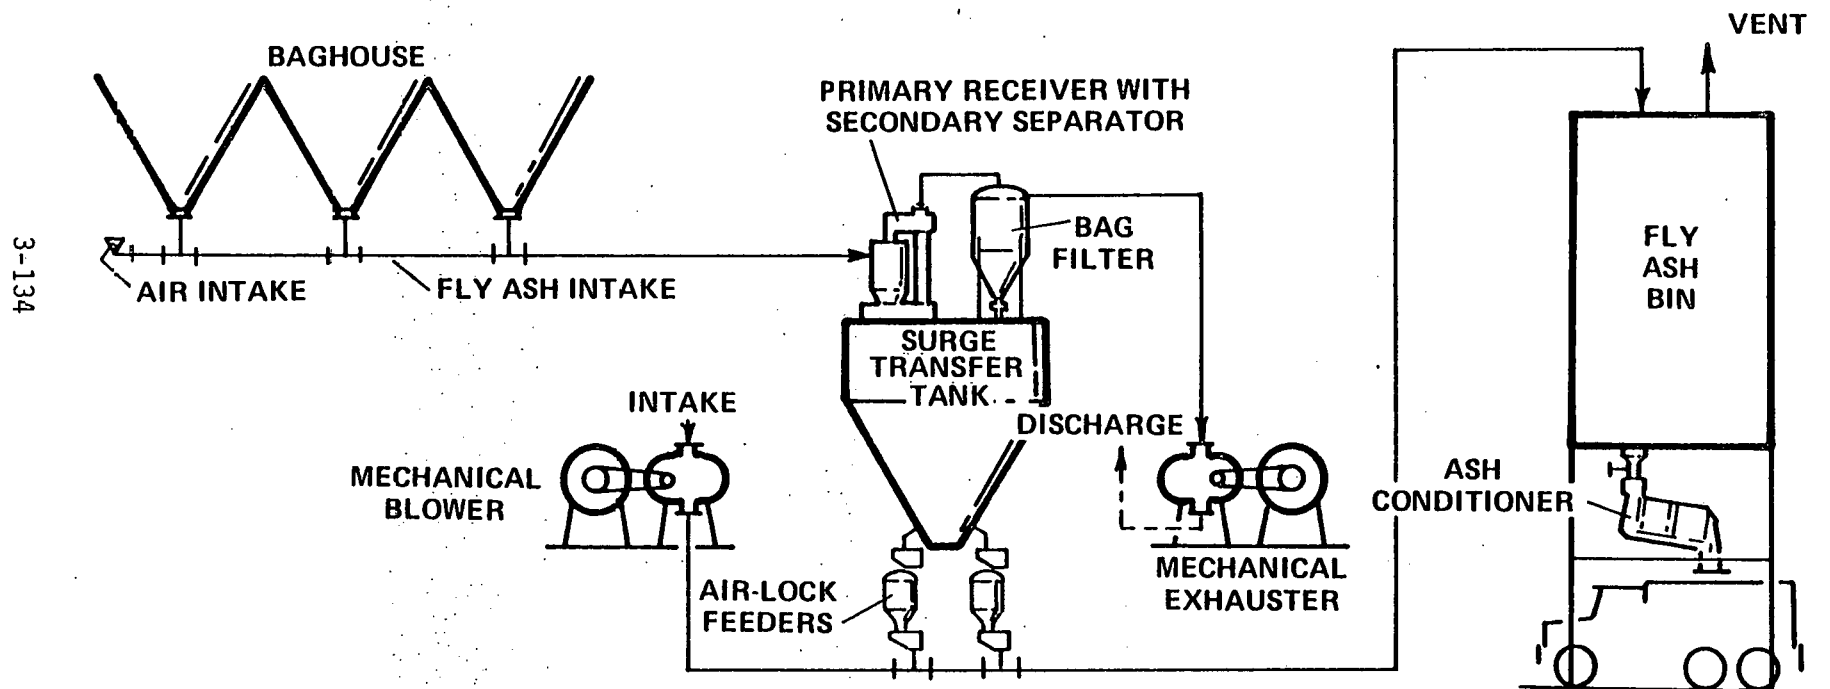 VENT
BAGHOUSE
PRIMARY RECEIVER WITH
SECONDARY SEPARATOR
BAG
FILTER
FLY
ASH
BIN
3-134
AIR INTAKE
FLY ASH INTAKE
SURGE
TRANSFER
TANK
INTAKE
DISCHARGE
MECHANICAL
BLOWER
ASH
CONDITIONER
AIR-LOCK
FEEDERS
MECHANICAL
EXHAUSTER